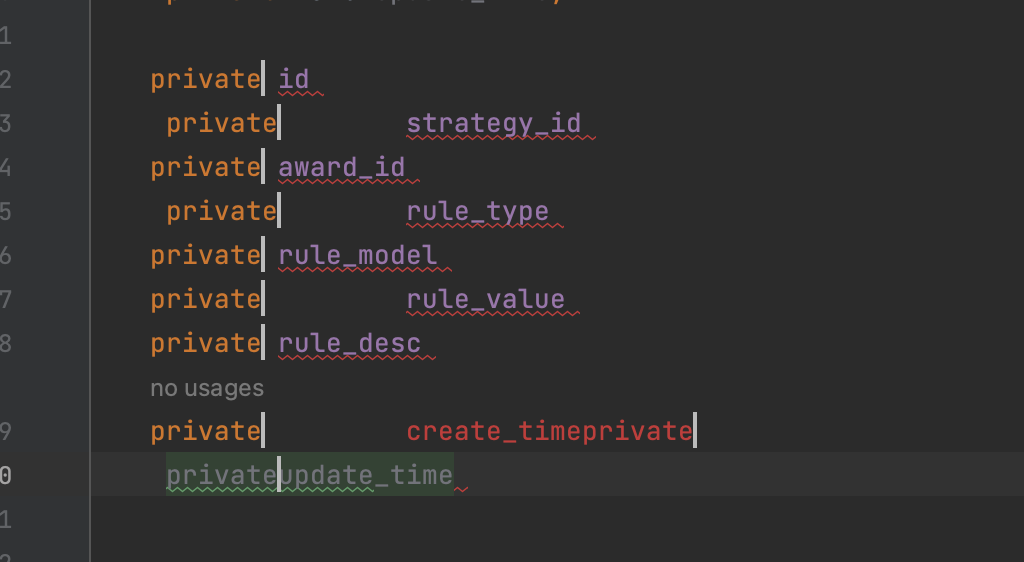 1
2 private id
3 private strategy_id
4 private award_id
5 private rule_type
6 private rule_model
7 private rule_value
8 private rule_desc
no usages
9 private create_timeprivate
0 privateupdate_time
1